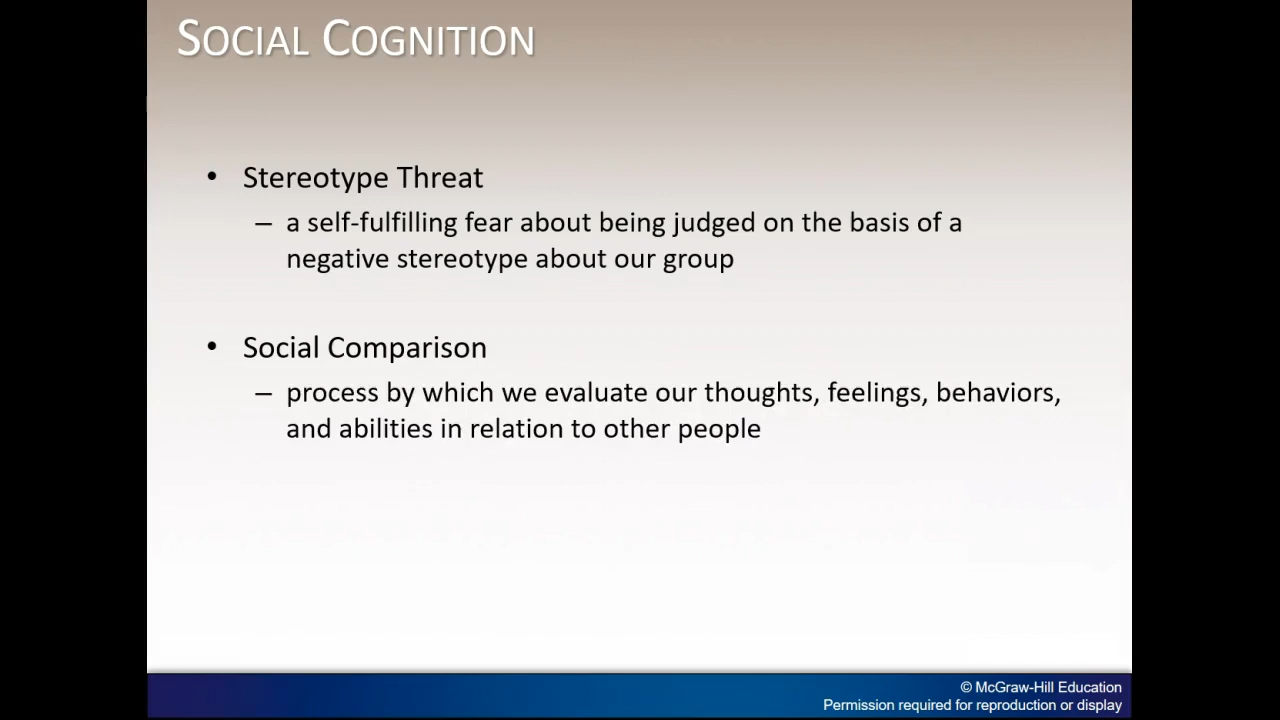 SOCIAL COGNITION
• Stereotype Threat
– a self-fulfilling fear about being judged on the basis of a
negative stereotype about our group
• Social Comparison
– process by which we evaluate our thoughts, feelings, behaviors,
and abilities in relation to other people
© McGraw-Hill Education
Permission required for reproduction or display